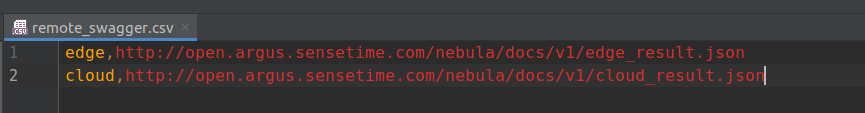 remote_swagger.csv
1 edge,http://open.argus.sensetime.com/nebula/docs/v1/edge_result.json
2 cloud,http://open.argus.sensetime.com/nebula/docs/v1/cloud_result.json